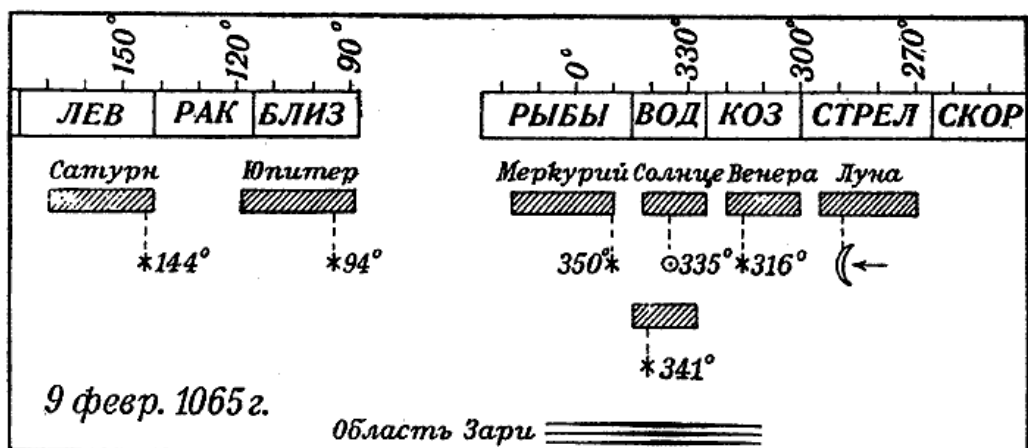 150° 120° 90° 0° 330° 300° 270°
ЛЕВ РАК БЛИЗ РЫБЫ ВОД КОЗ СТРЕЛ СКОР
Сатурн Юпитер Меркурий Солнце Венера Луна
144° 94° 350° 335° 316°
341°
9 февр. 1065г.
Область Зари